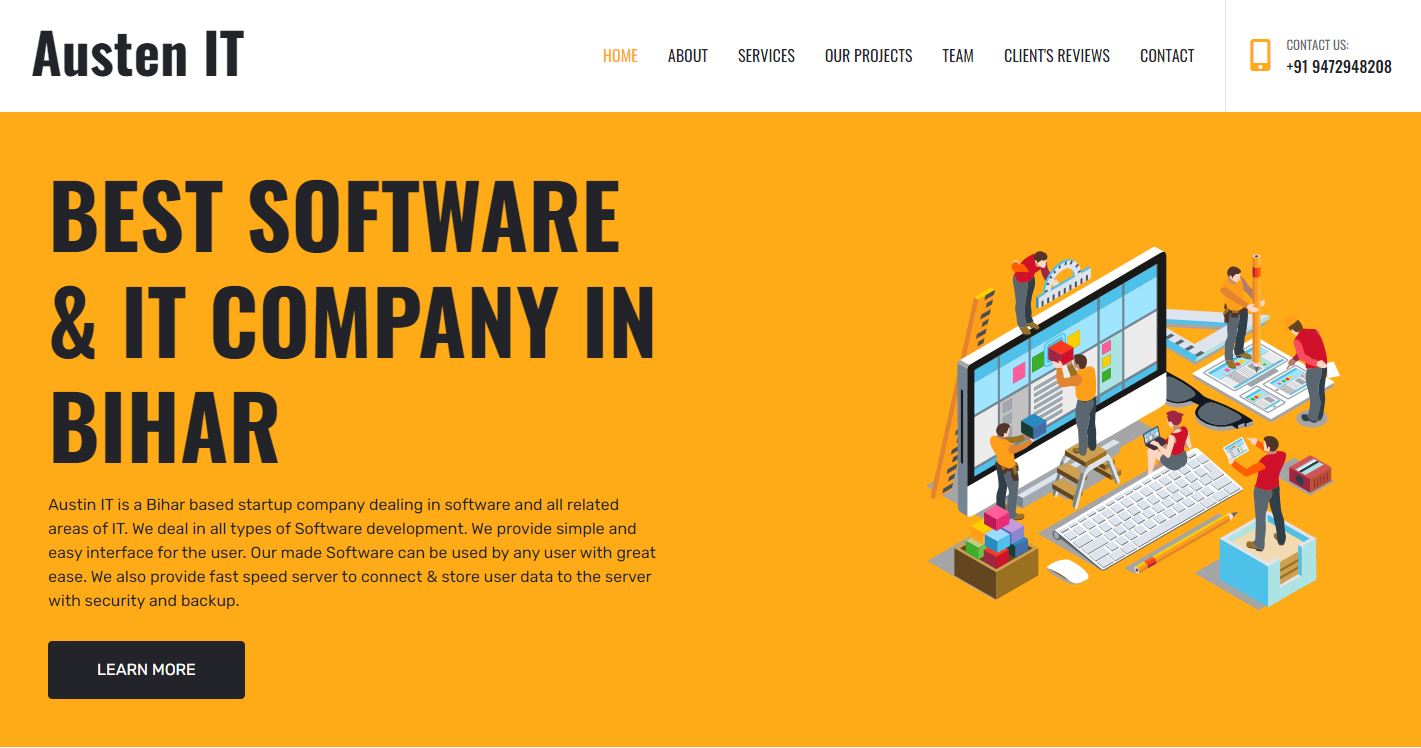 Austen IT
HOME ABOUT SERVICES OUR PROJECTS TEAM CLIENT'S REVIEWS CONTACT
CONTACT US:
+91 9472948208
BEST SOFTWARE
& IT COMPANY IN
BIHAR
Austin IT is a Bihar based startup company dealing in software and all related
areas of IT. We deal in all types of Software development. We provide simple and
easy interface for the user. Our made Software can be used by any user with great
ease. We also provide fast speed server to connect & store user data to the server
with security and backup.
LEARN MORE